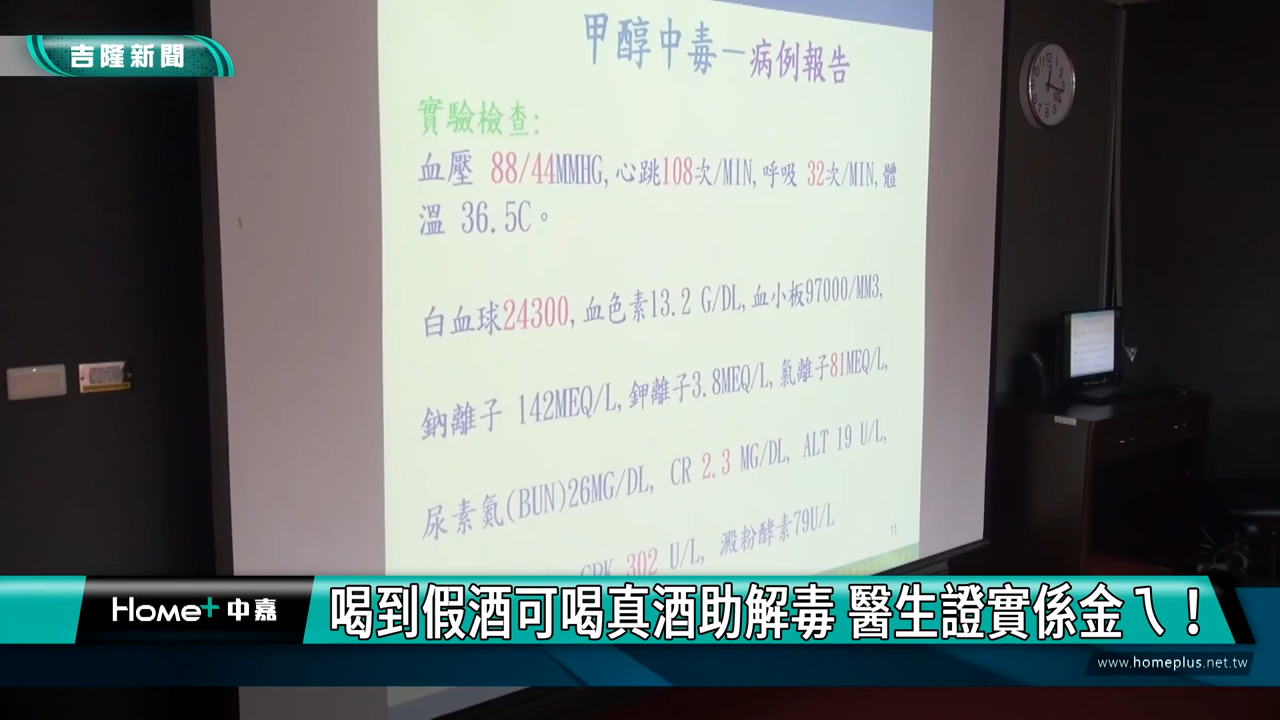 吉隆新聞
甲醇中毒－病例報告
實驗檢查:
血壓 88/44MMHG,心跳108次/MIN,呼吸 32次/MIN,體
溫 36.5C。
白血球24300,血色素13.2 G/DL,血小板97000/MM3,
鈉離子 142MEQ/L,鉀離子3.8MEQ/L,氯離子81MEQ/L,
尿素氮(BUN)26MG/DL, CR 2.3 MG/DL, ALT 19 U/L,
CPK 302 U/L, 澱粉酵素79U/L
11
Home+中嘉
喝到假酒可喝真酒助解毒 醫生證實係金ㄟ!
www.homeplus.net.tw